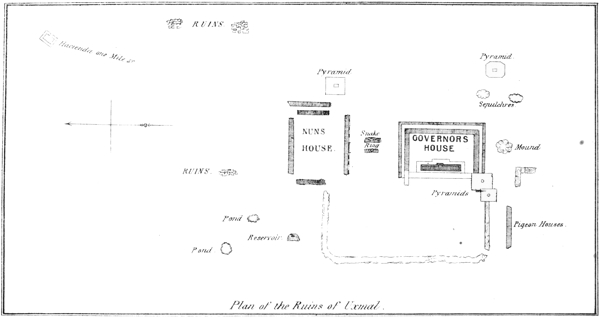 RUINS.
Hacienda one Mile &c
Pyramid
Pyramid
Sepulchres
NUNS
HOUSE.
Snake
Ring
GOVERNORS
HOUSE
Mound
RUINS.
Pyramids
Pond
Reservoir
Pond
Pigeon Houses.
Plan of the Ruins of Uxmal.